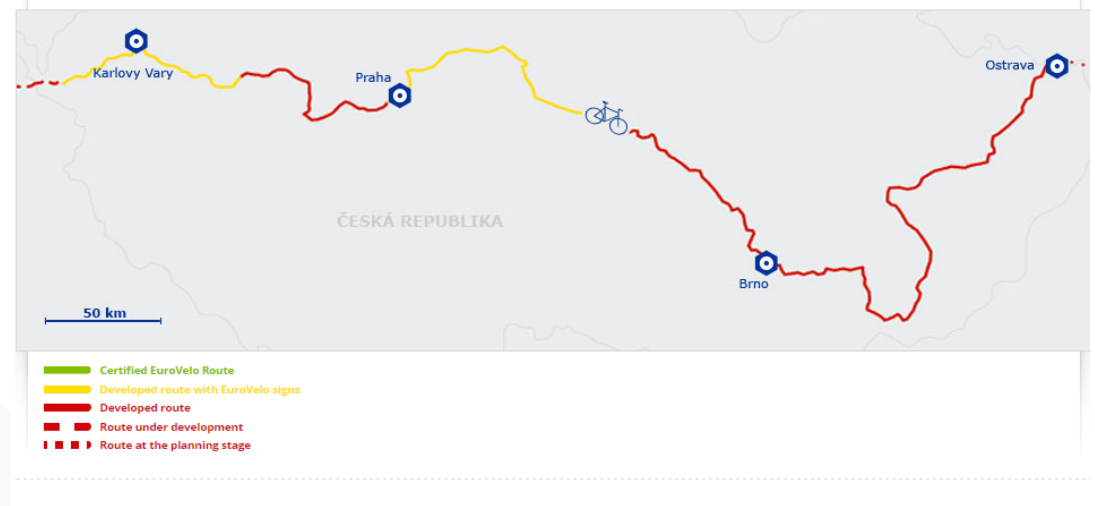 Karlovy Vary
Praha
Ostrava
ČESKÁ REPUBLIKA
Brno
50 km
Certified EuroVelo Route
Developed route with EuroVelo signs
Developed route
Route under development
Route at the planning stage